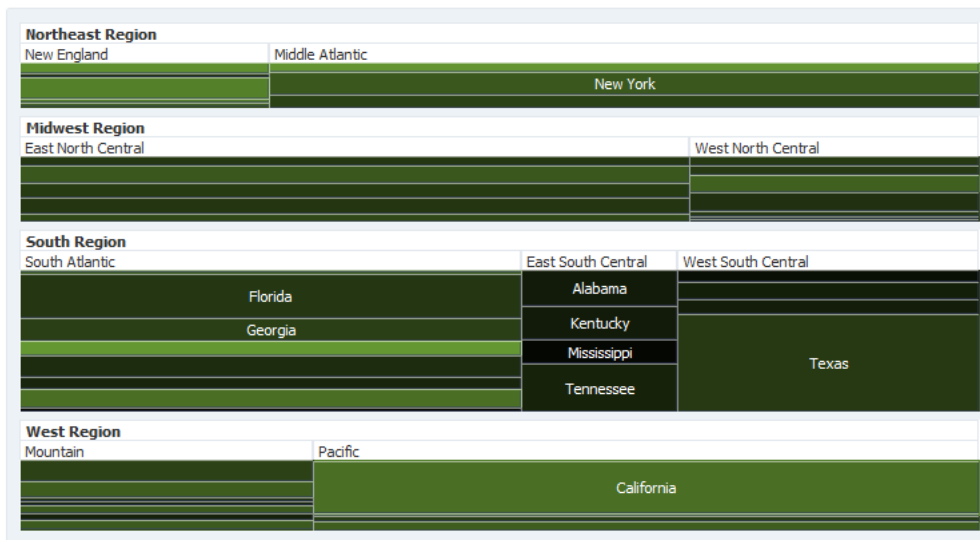 Northeast Region
New England Middle Atlantic
New York
Midwest Region
East North Central West North Central
South Region
South Atlantic East South Central West South Central
Florida
Alabama
Georgia
Kentucky
Mississippi
Texas
Tennessee
West Region
Mountain Pacific
California